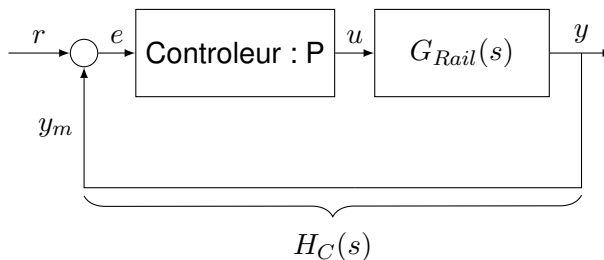 r
e
Controleur : P
u
G_{Rail}(s)
y
y_m
H_C(s)